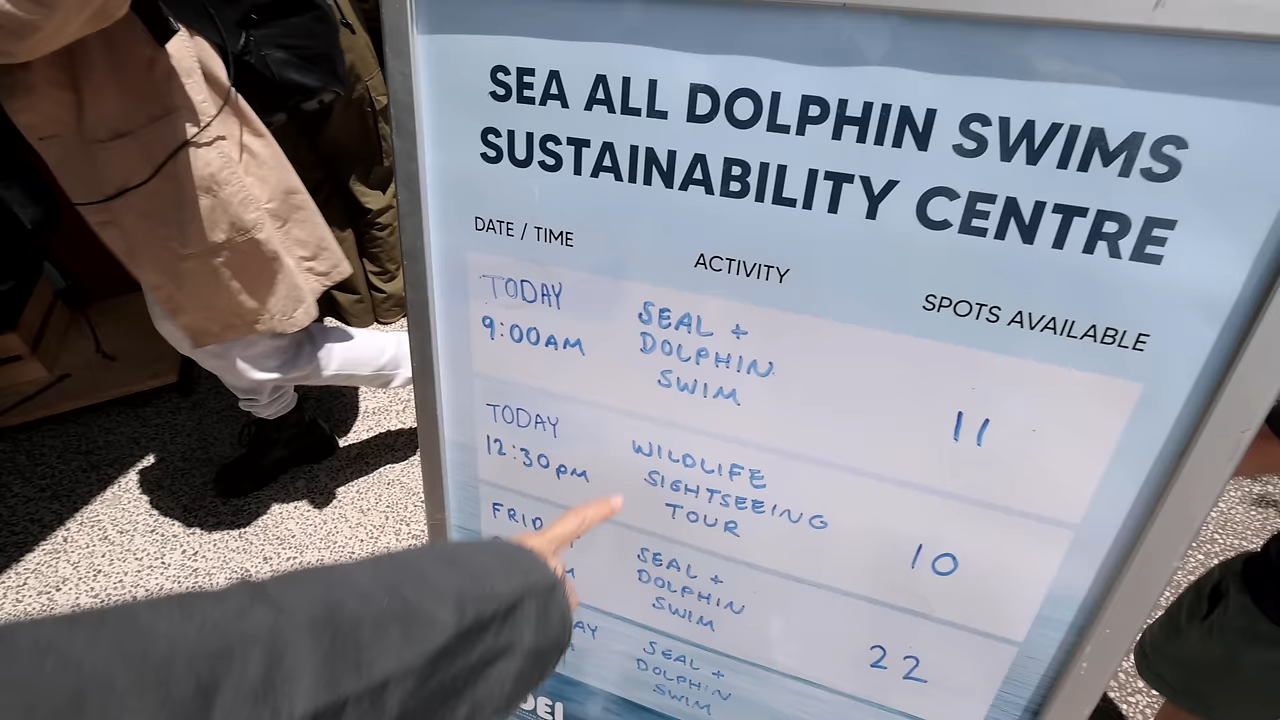 SEA ALL DOLPHIN SWIMS
SUSTAINABILITY CENTRE
DATE / TIME
ACTIVITY
SPOTS AVAILABLE
TODAY
9:00AM
SEAL +
DOLPHIN
SWIM
11
TODAY
12:30PM
WILDLIFE
SIGHTSEEING
TOUR
10
SEAL +
DOLPHIN
SWIM
22
SEAL +
DOLPHIN
SWIM